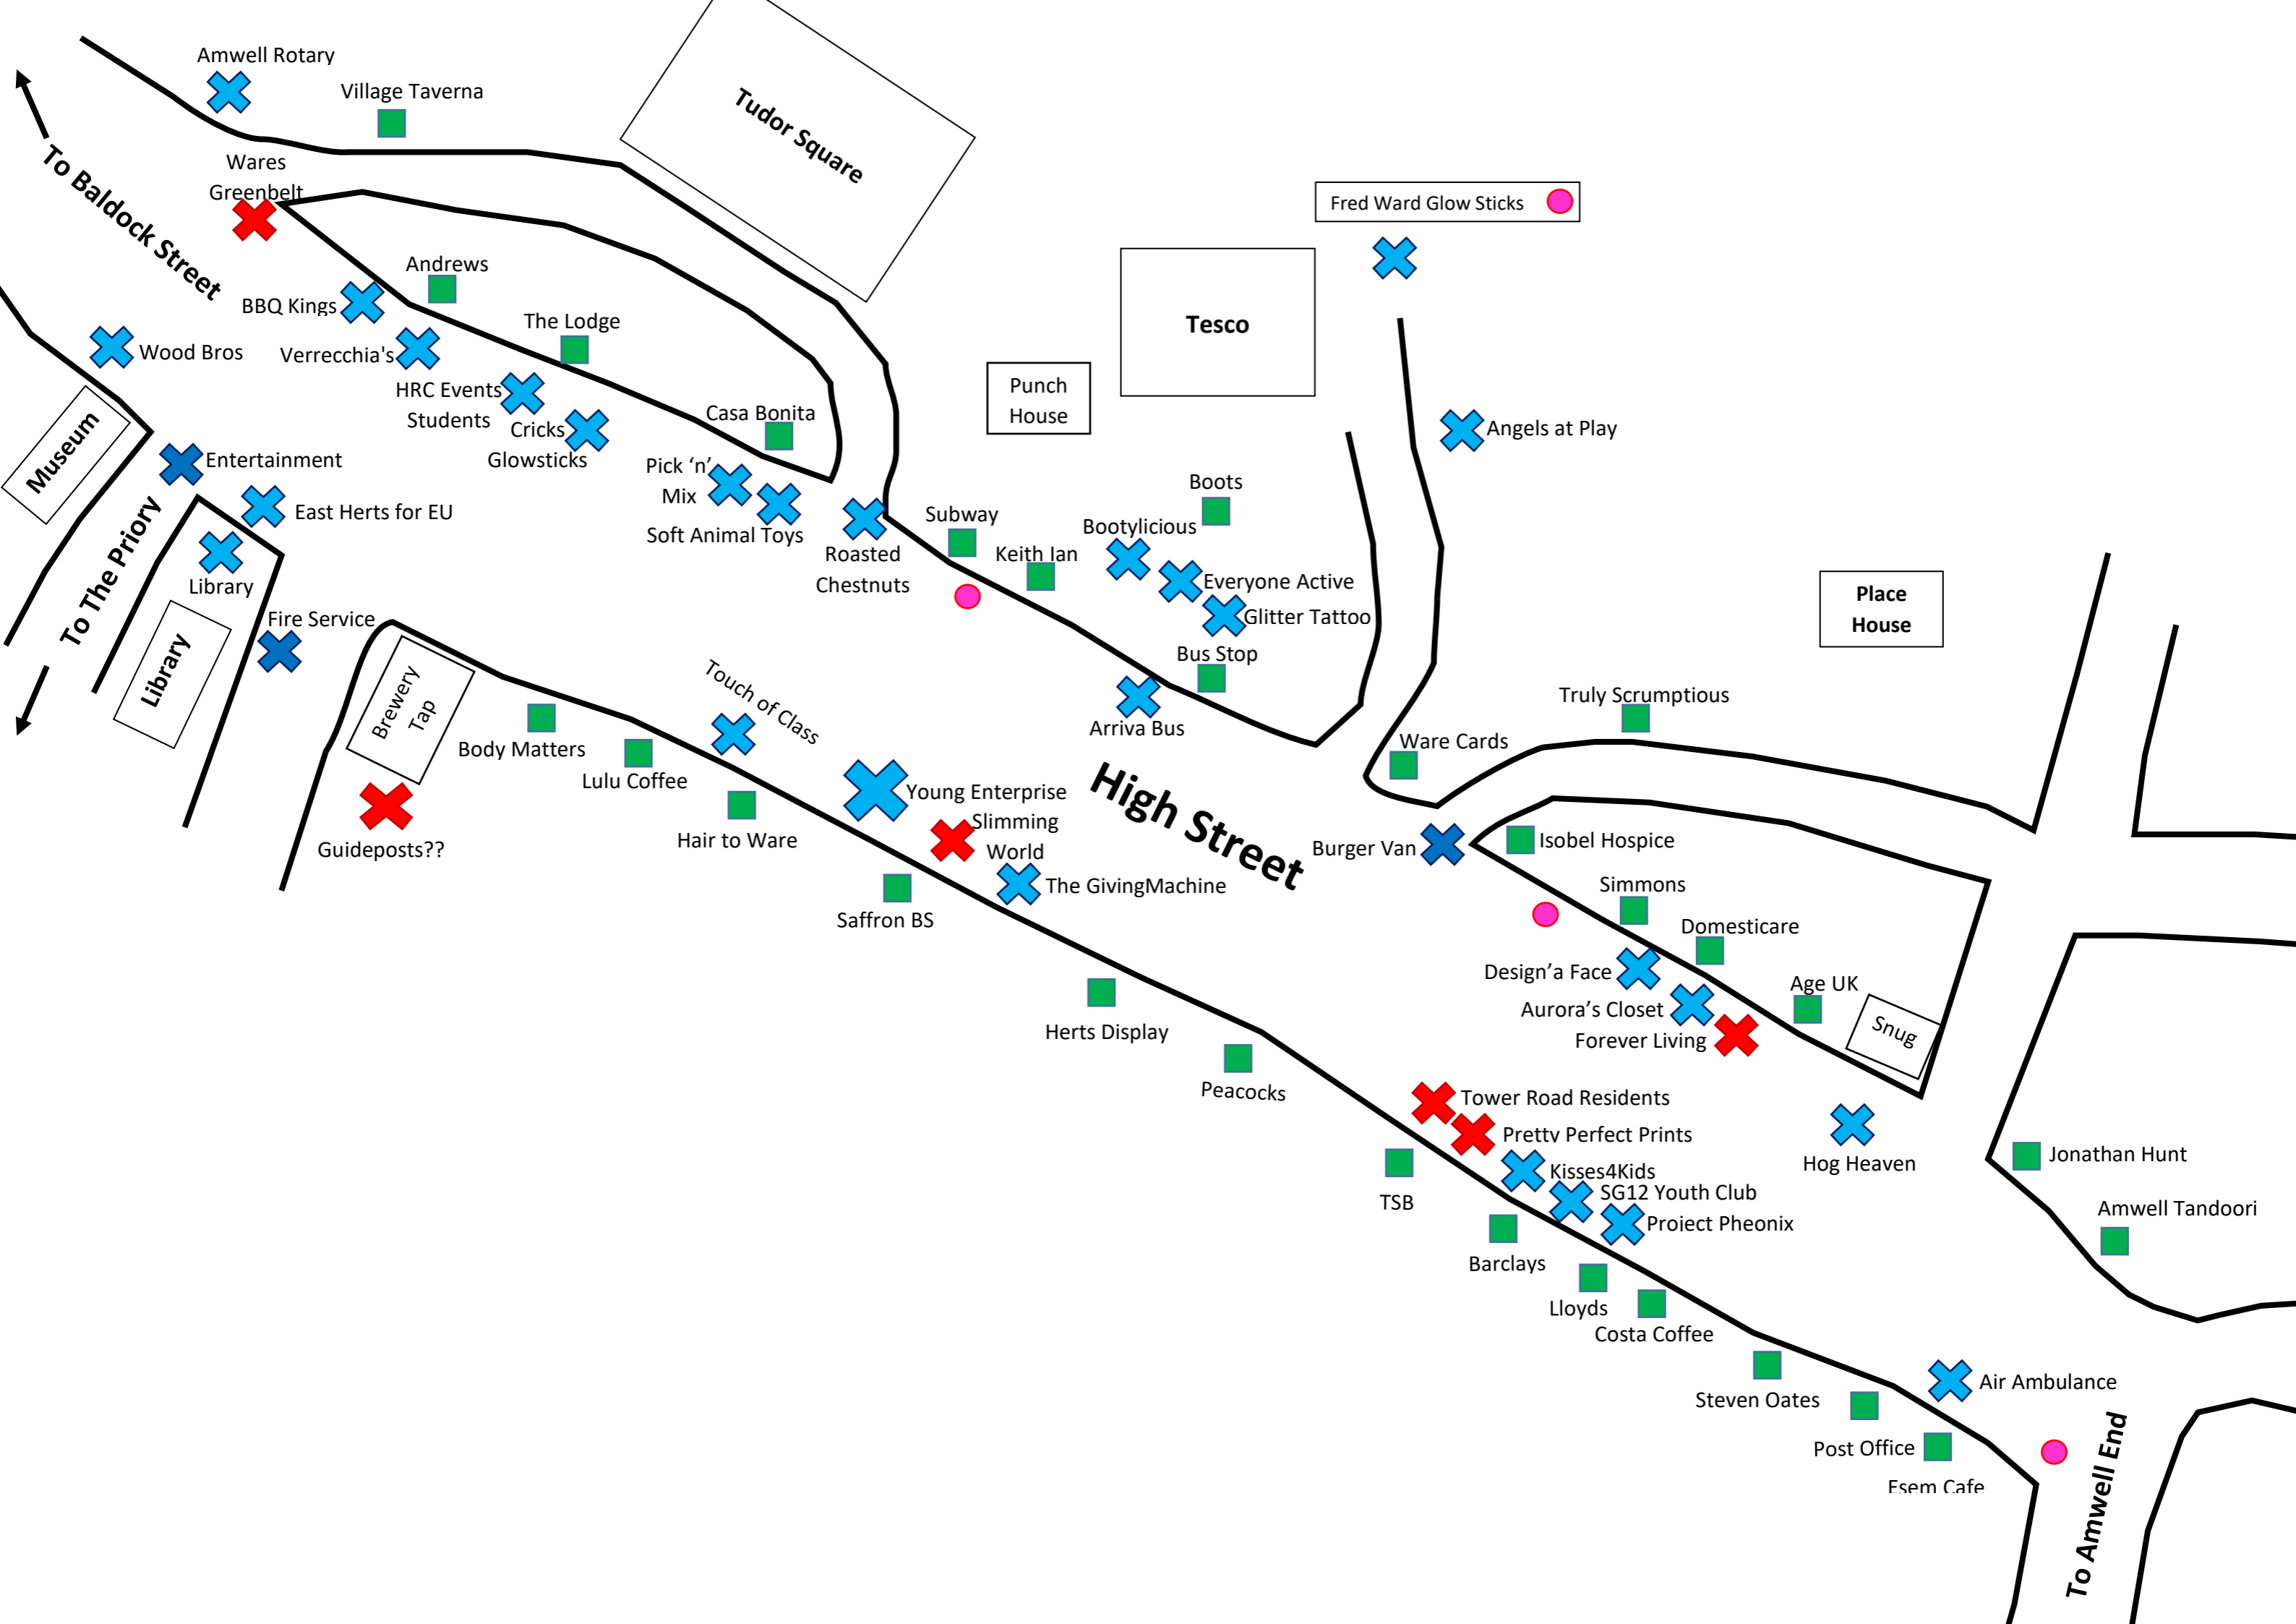 Amwell Rotary
Village Taverna
Tudor Square
To Baldock Street
Wares
Greenbelt
Fred Ward Glow Sticks
Andrews
BBQ Kings
The Lodge
Tesco
Wood Bros
Verrecchia's
HRC Events
Students
Punch
House
Casa Bonita
Cricks
Glowsticks
Angels at Play
Museum
Entertainment
Pick ‘n’
Mix
Boots
East Herts for EU
Subway
Bootylicious
Soft Animal Toys
Roasted
Chestnuts
Keith Ian
Everyone Active
To The Priory
Library
Glitter Tattoo
Place
House
Fire Service
Library
Bus Stop
Brewery
Tap
Touch of Class
Truly Scrumptious
Arriva Bus
Ware Cards
Body Matters
Lulu Coffee
Young Enterprise
High Street
Slimming
World
Hair to Ware
Guideposts??
Burger Van
Isobel Hospice
The GivingMachine
Simmons
Saffron BS
Domesticare
Design’a Face
Age UK
Aurora’s Closet
Snug
Herts Display
Forever Living
Peacocks
Tower Road Residents
Pretty Perfect Prints
Hog Heaven
Jonathan Hunt
Kisses4Kids
TSB
SG12 Youth Club
Amwell Tandoori
Project Pheonix
Barclays
Lloyds
Costa Coffee
Air Ambulance
Steven Oates
Post Office
Esem Cafe
To Amwell End